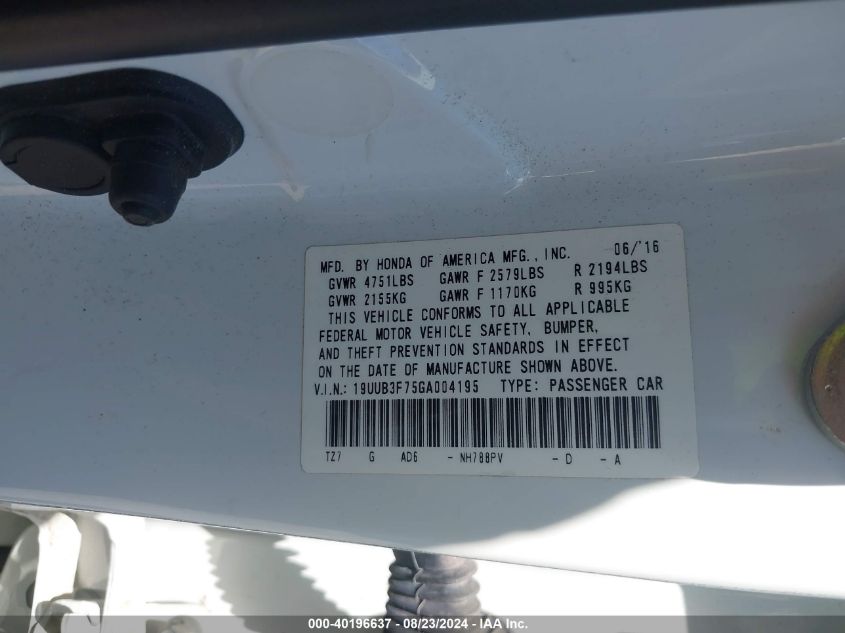 MFD. BY HONDA OF AMERICA MFG., INC. 06/'16
GVWR 4751LBS GAWR F 2579LBS R 2194LBS
GVWR 2155KG GAWR F 1170KG R 995KG
THIS VEHICLE CONFORMS TO ALL APPLICABLE
FEDERAL MOTOR VEHICLE SAFETY, BUMPER,
AND THEFT PREVENTION STANDARDS IN EFFECT
ON THE DATE OF MANUFACTURE SHOWN ABOVE.
V.I.N.: 19UUB3F75GA004195 TYPE: PASSENGER CAR
TZ7 G AD6 - NH788PV - D - A
000-40196637 - 08/23/2024 - IAA Inc.